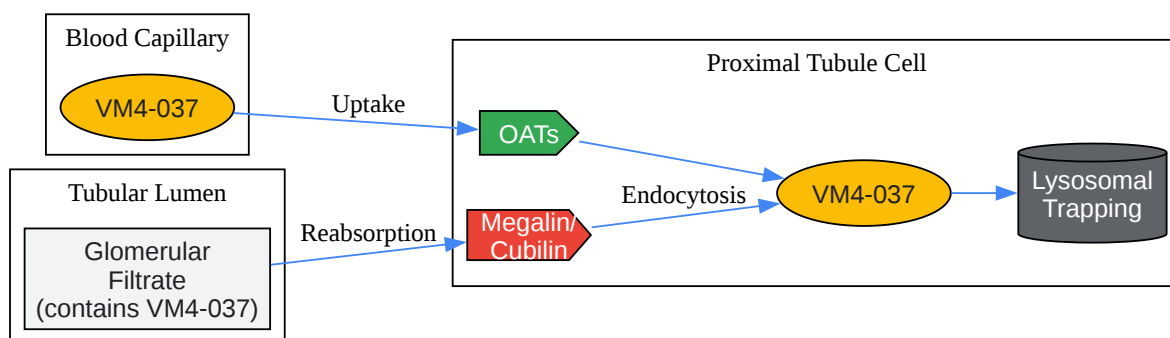 Blood Capillary
VM4-037
Uptake
Tubular Lumen
Glomerular
Filtrate
(contains VM4-037)
Reabsorption
Proximal Tubule Cell
OATs
Megalin/
Cubilin
Endocytosis
VM4-037
Lysosomal
Trapping